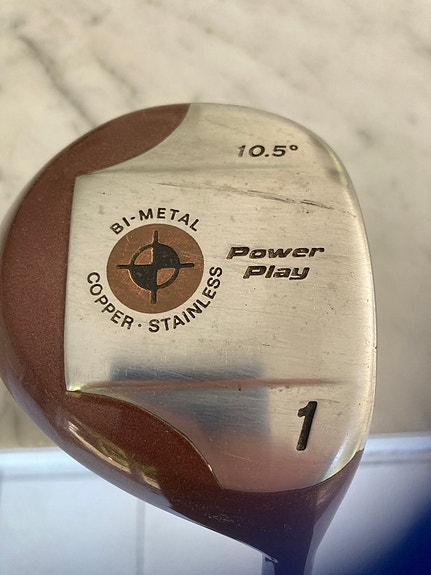 10.5°
BI-METAL
COPPER · STAINLESS
Power
Play
1